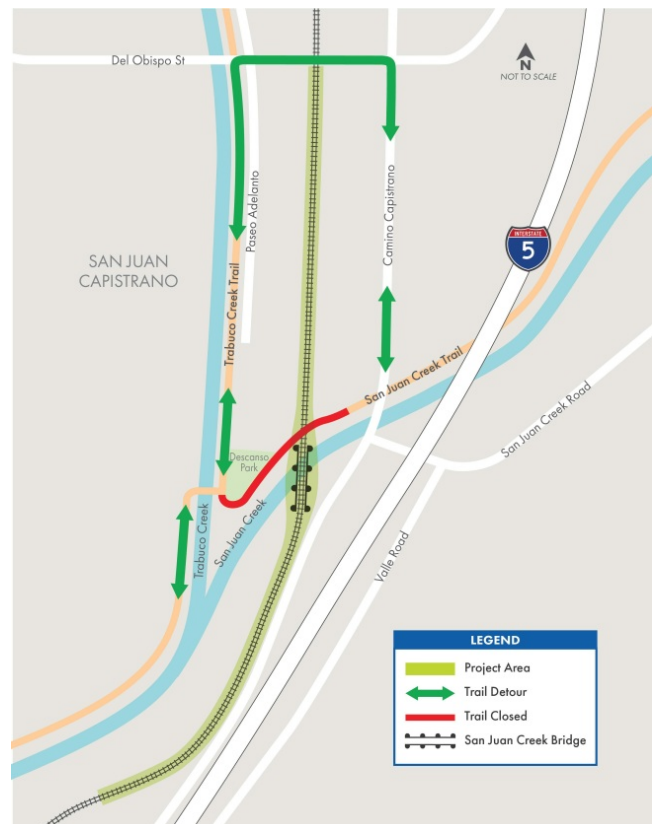 Del Obispo St
N
NOT TO SCALE
Paseo Adelanto
Camino Capistrano
INTERSTATE
5
SAN JUAN
CAPISTRANO
Trabuco Creek Trail
San Juan Creek Trail
San Juan Creek Road
Descanso
Park
San Juan Creek
Trabuco Creek
Valle Road
LEGEND
Project Area
Trail Detour
Trail Closed
San Juan Creek Bridge